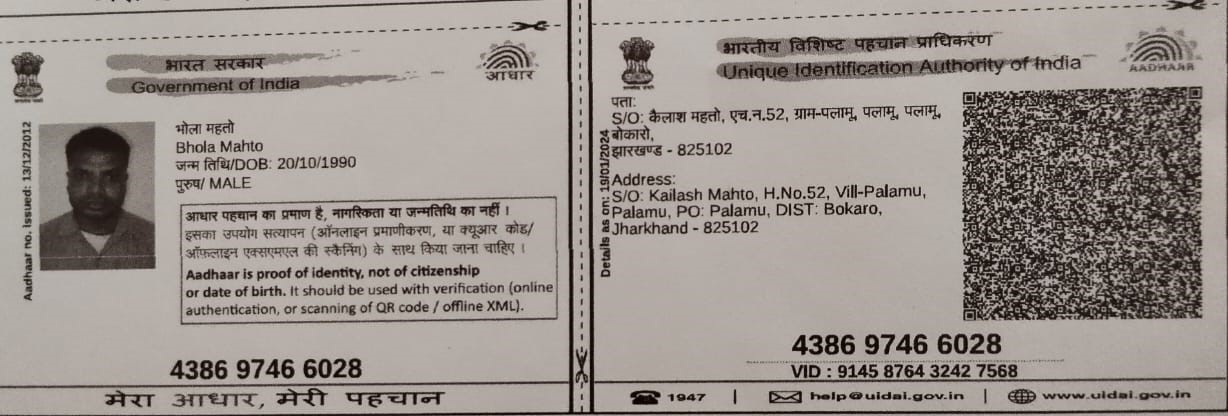 भारत सरकार
Government of India
आधार
Aadhaar no. issued: 13/12/2012
भोला महतो
Bhola Mahto
जन्म तिथि/DOB: 20/10/1990
पुरुष/ MALE
आधार पहचान का प्रमाण है, नागरिकता या जन्मतिथि का नहीं ।
इसका उपयोग सत्यापन (ऑनलाइन प्रमाणीकरण, या क्यूआर कोड/
ऑफ़लाइन एक्सएमएल की स्कैनिंग) के साथ किया जाना चाहिए ।
Aadhaar is proof of identity, not of citizenship
or date of birth. It should be used with verification (online
authentication, or scanning of QR code / offline XML).
4386 9746 6028
मेरा आधार, मेरी पहचान
भारतीय विशिष्ट पहचान प्राधिकरण
Unique Identification Authority of India
AADHAAR
Details as on: 19/01/2024
पता:
S/O: कैलाश महतो, एच.न.52, ग्राम-पलामू, पलामू, पलामू,
बोकारो,
झारखण्ड - 825102
Address:
S/O: Kailash Mahto, H.No.52, Vill-Palamu,
Palamu, PO: Palamu, DIST: Bokaro,
Jharkhand - 825102
4386 9746 6028
VID : 9145 8764 3242 7568
1947 | help@uidai.gov.in | www.uidai.gov.in